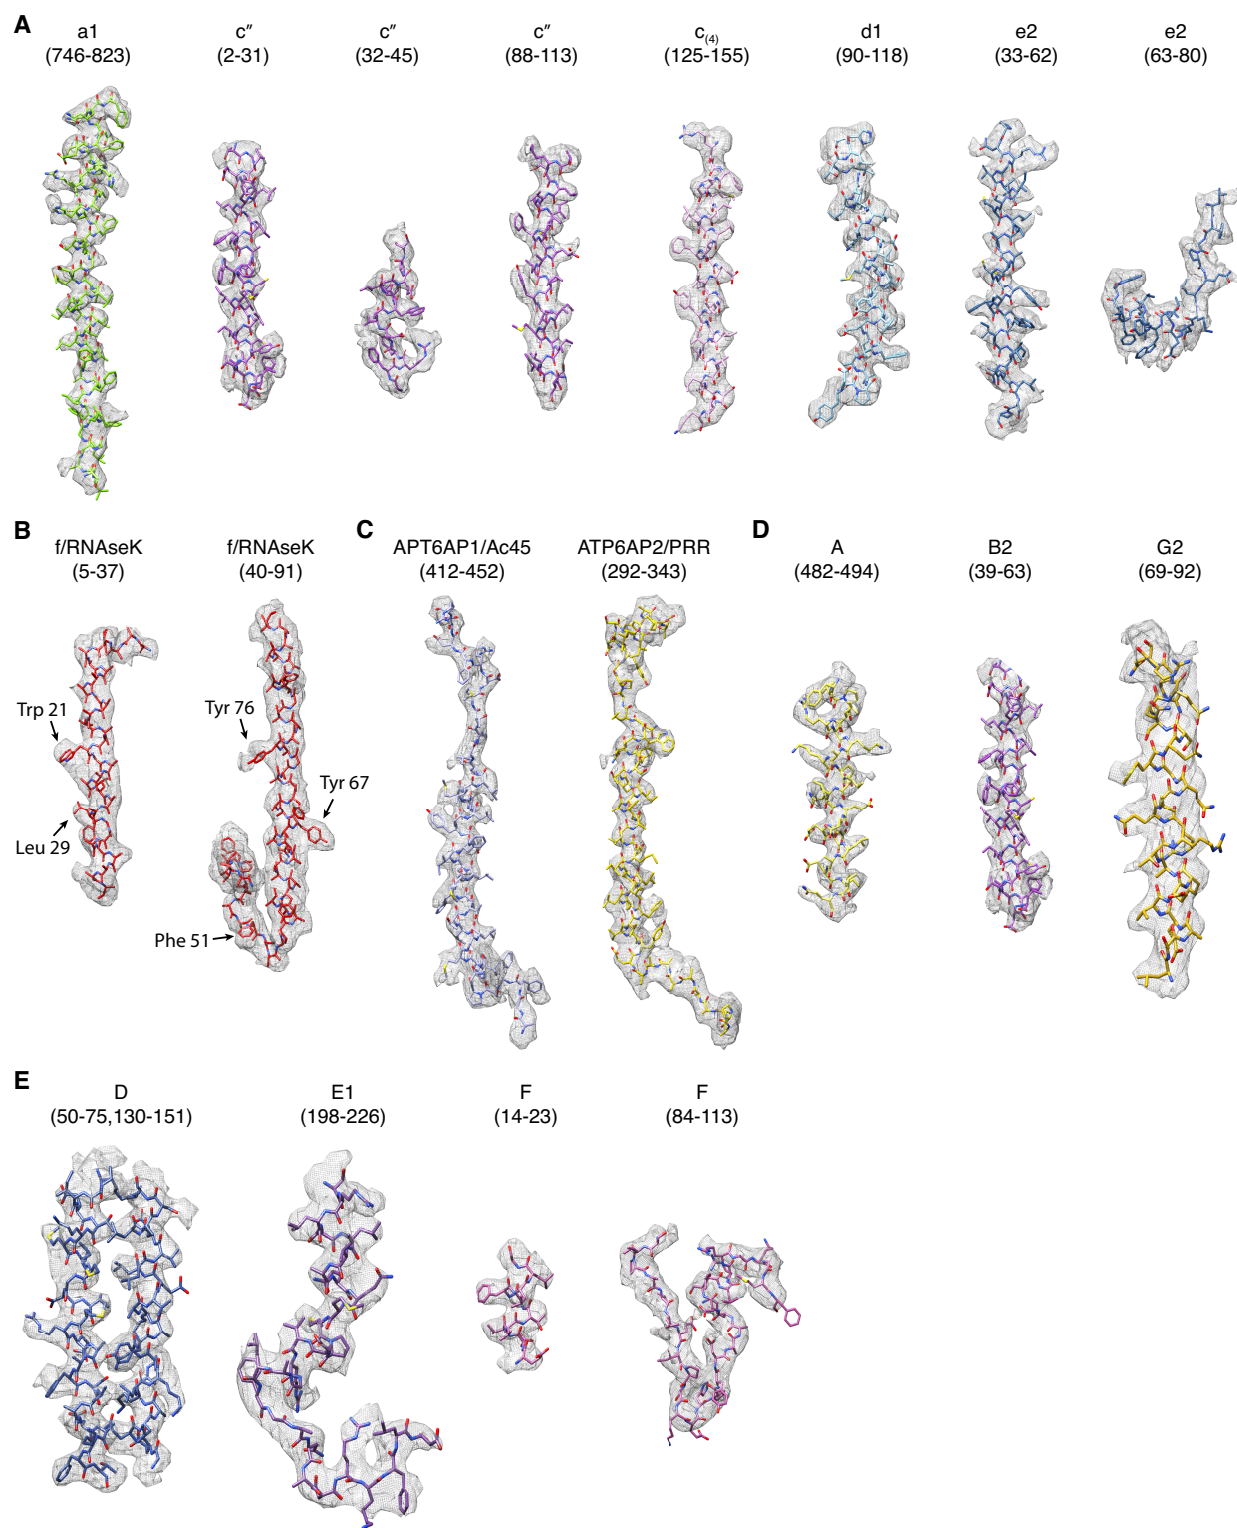 A
a1
(746-823)
c″
(2-31)
c″
(32-45)
c″
(88-113)
c(4)
(125-155)
d1
(90-118)
e2
(33-62)
e2
(63-80)
B
f/RNAseK
(5-37)
Trp 21
Leu 29
f/RNAseK
(40-91)
Tyr 76
Tyr 67
Phe 51
C
APT6AP1/Ac45
(412-452)
ATP6AP2/PRR
(292-343)
D
A
(482-494)
B2
(39-63)
G2
(69-92)
E
D
(50-75,130-151)
E1
(198-226)
F
(14-23)
F
(84-113)